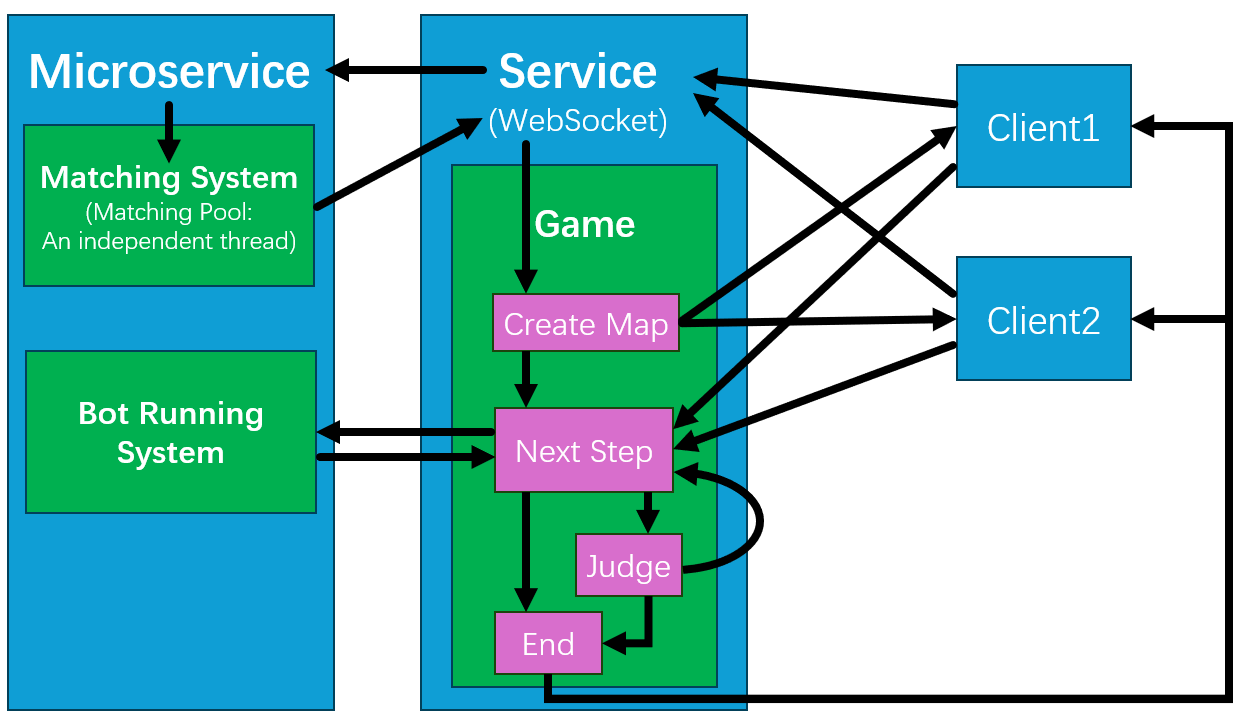 Microservice
Matching System
(Matching Pool:
An independent thread)
Bot Running
System
Service
(WebSocket)
Game
Create Map
Next Step
Judge
End
Client1
Client2